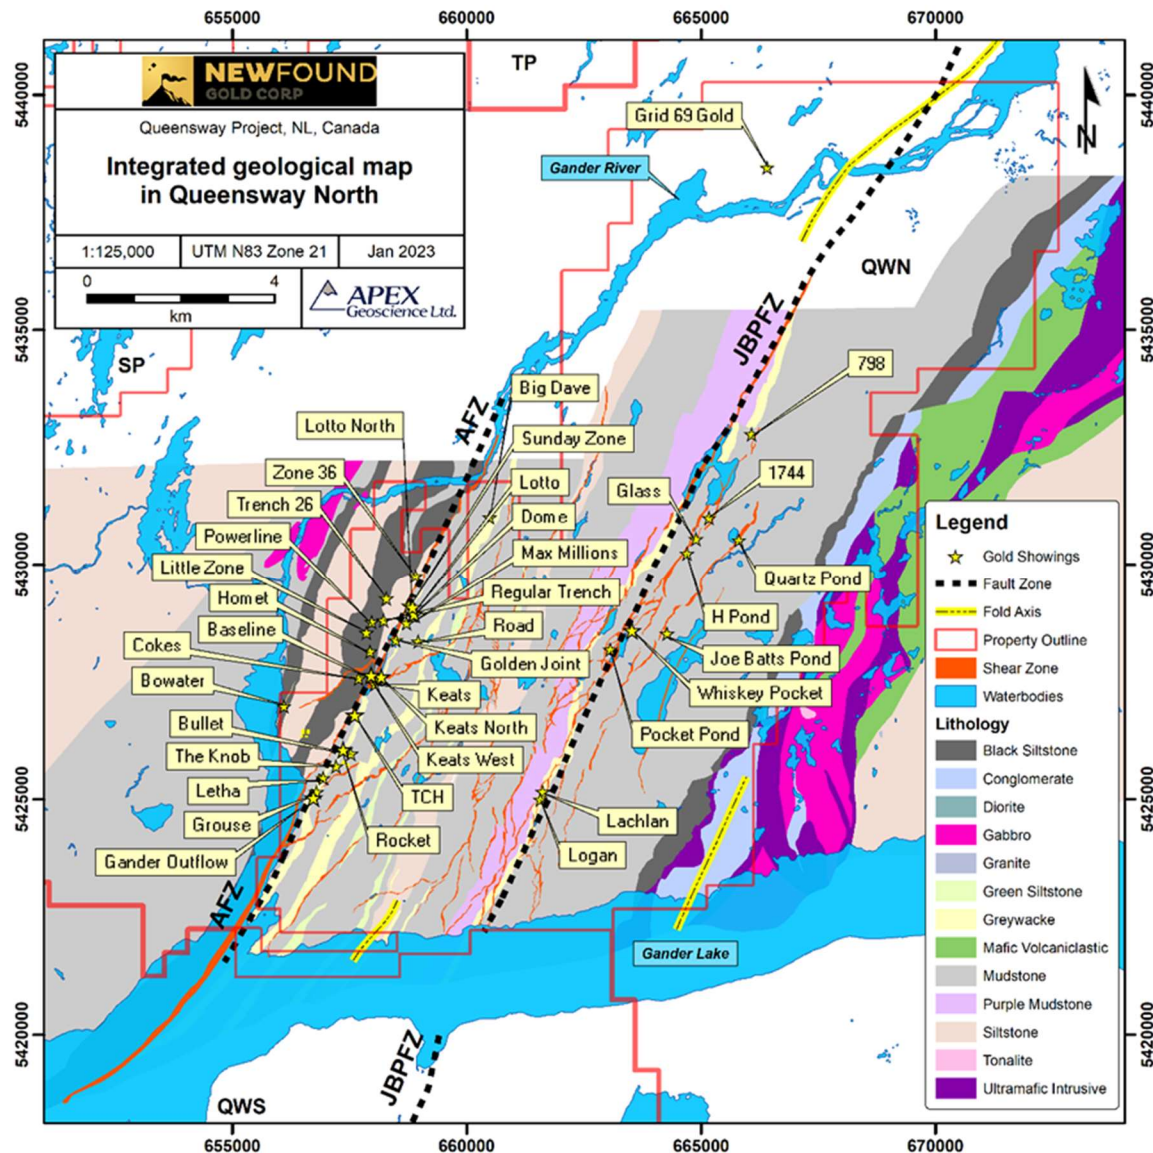 655000
660000
665000
670000
NEWFOUND
GOLD CORP
Queensway Project, NL, Canada
Integrated geological map
in Queensway North
1:125,000
UTM N83 Zone 21
Jan 2023
0
4
km
APEX
Geoscience Ltd.
TP
Grid 69 Gold
Gander River
N
QWN
SP
JBPFZ
AFZ
798
Big Dave
Lotto North
Sunday Zone
Zone 36
Lotto
1744
Trench 26
Glass
Dome
Powerline
Max Millions
Little Zone
Regular Trench
Quartz Pond
Homet
H Pond
Baseline
Road
Cokes
Golden Joint
Joe Batts Pond
Bowater
Keats
Whiskey Pocket
Bullet
Keats North
Pocket Pond
The Knob
Keats West
Letha
TCH
Grouse
Lachlan
Rocket
Gander Outflow
Logan
AFZ
Gander Lake
JBPFZ
QWS
Legend
Gold Showings
Fault Zone
Fold Axis
Property Outline
Shear Zone
Waterbodies
Lithology
Black Siltstone
Conglomerate
Diorite
Gabbro
Granite
Green Siltstone
Greywacke
Mafic Volcaniclastic
Mudstone
Purple Mudstone
Siltstone
Tonalite
Ultramafic Intrusive
5440000
5435000
5430000
5425000
5420000
5440000
5435000
5430000
5425000
5420000
655000
660000
665000
670000